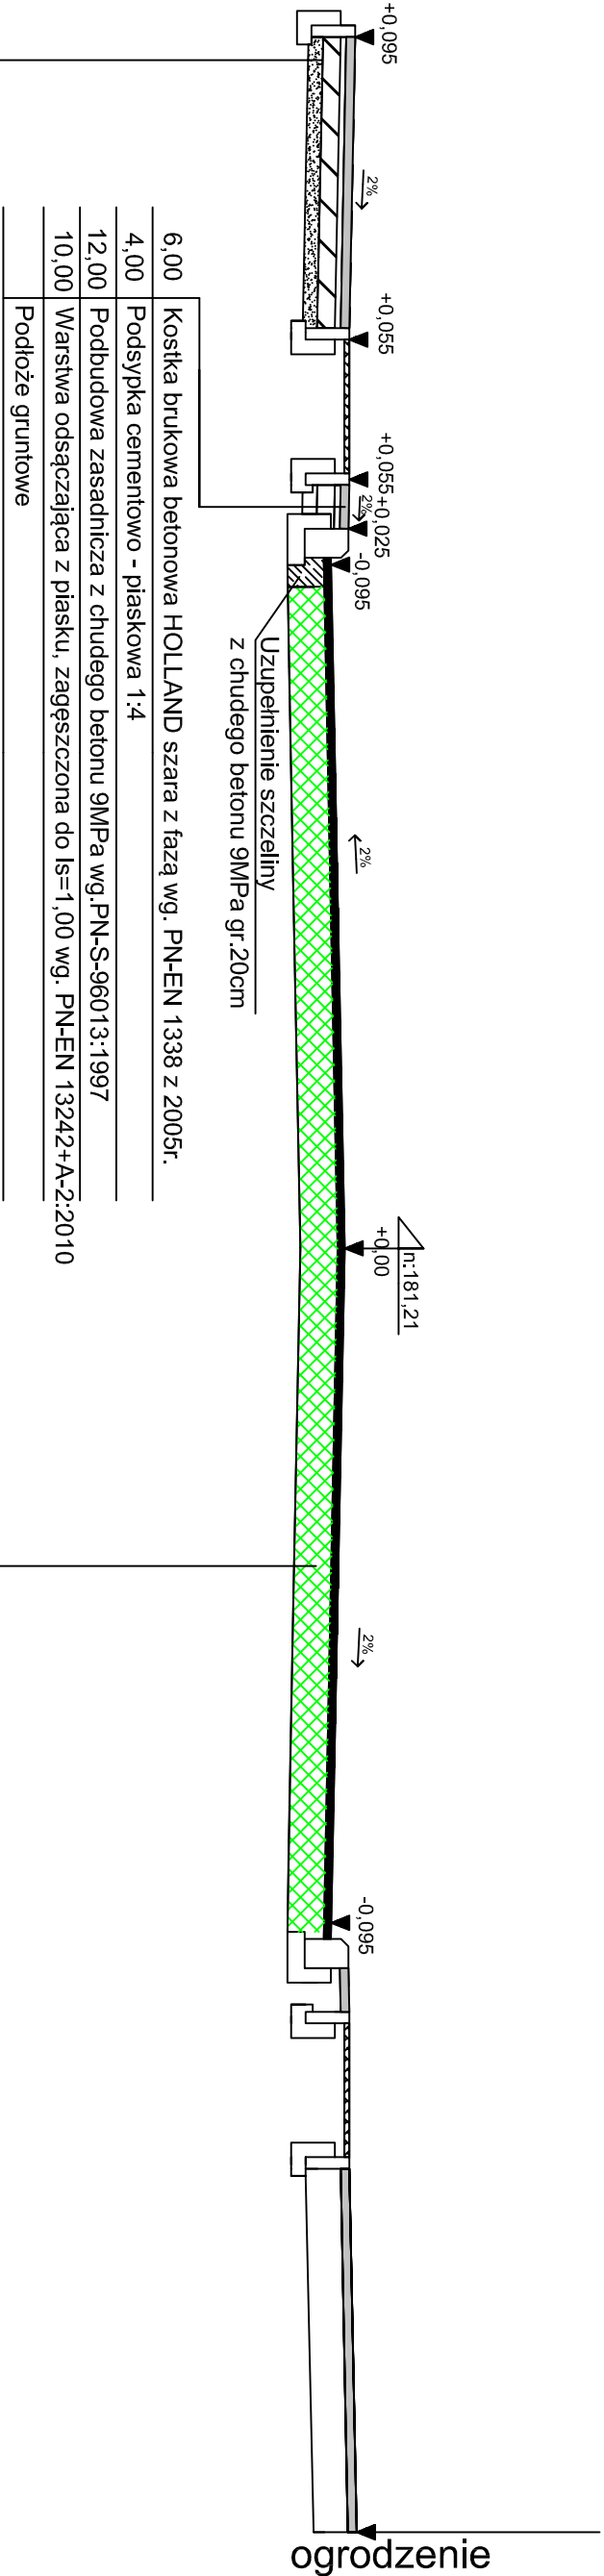 +0,095
2%
+0,055
+0,055
2%
+0,025
-0,095
2%
n:181,21
+0,00
2%
-0,095
ogrodzenie
Uzupełnienie szczeliny
z chudego betonu 9MPa gr.20cm
6,00 Kostka brukowa betonowa HOLLAND szara z fazą wg. PN-EN 1338 z 2005r.
4,00 Podsypka cementowo - piaskowa 1:4
12,00 Podbudowa zasadnicza z chudego betonu 9MPa wg.PN-S-96013:1997
10,00 Warstwa odsączająca z piasku, zagęszczona do Is=1,00 wg. PN-EN 13242+A-2:2010
Podłoże gruntowe